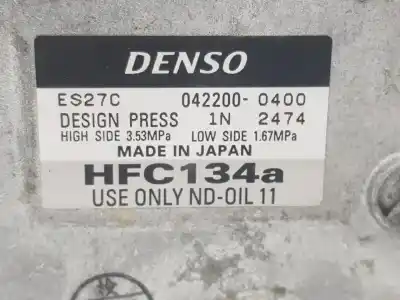 DENSO
ES27C 042200-0400
DESIGN PRESS 1N 2474
HIGH SIDE 3.53MPa LOW SIDE 1.67MPa
MADE IN JAPAN
HFC134a
USE ONLY ND-OIL 11